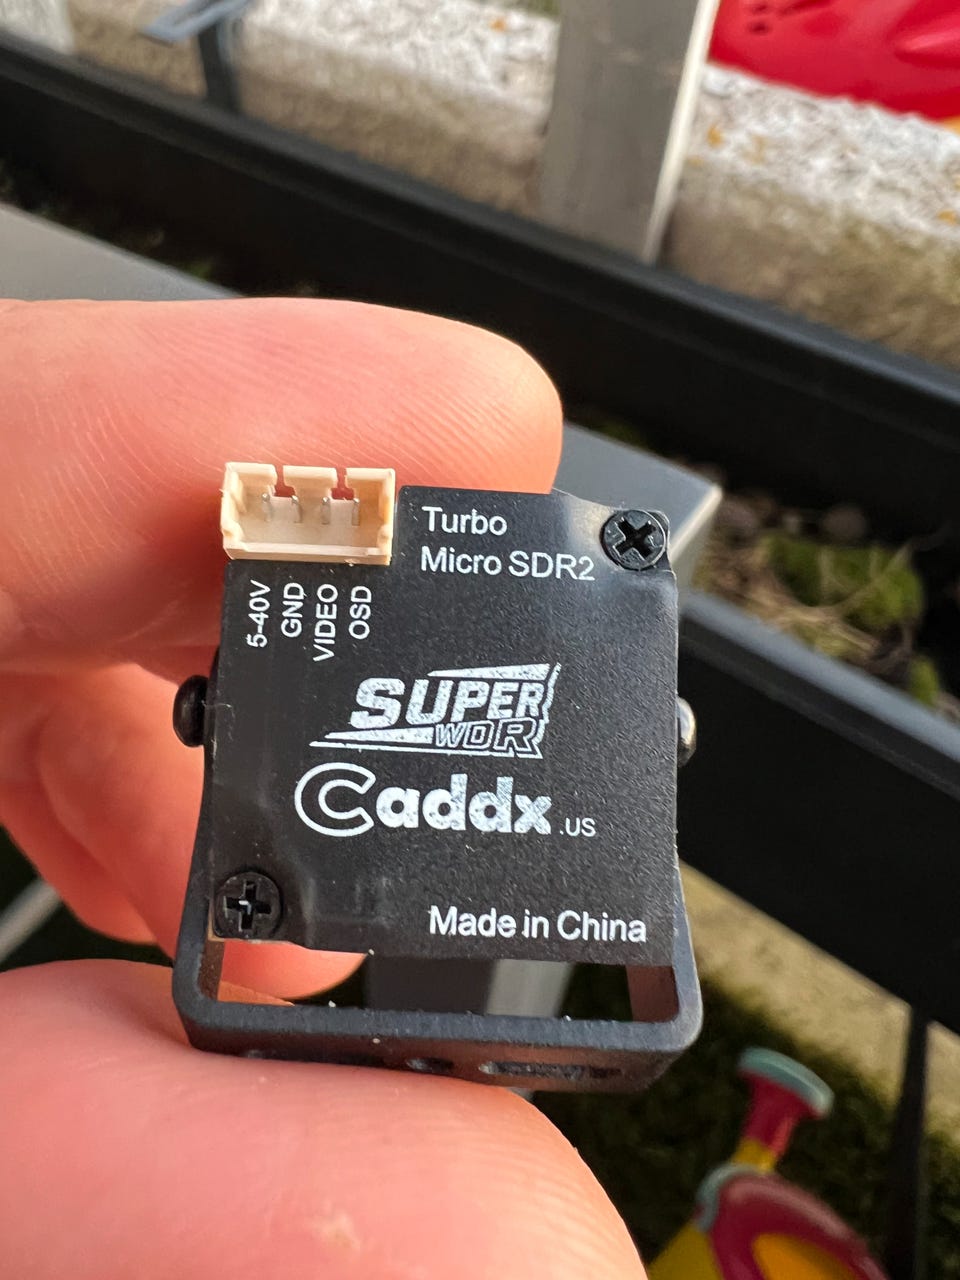 Turbo
Micro SDR2
5-40V
GND
VIDEO
OSD
SUPER
WDR
Caddx.us
Made in China